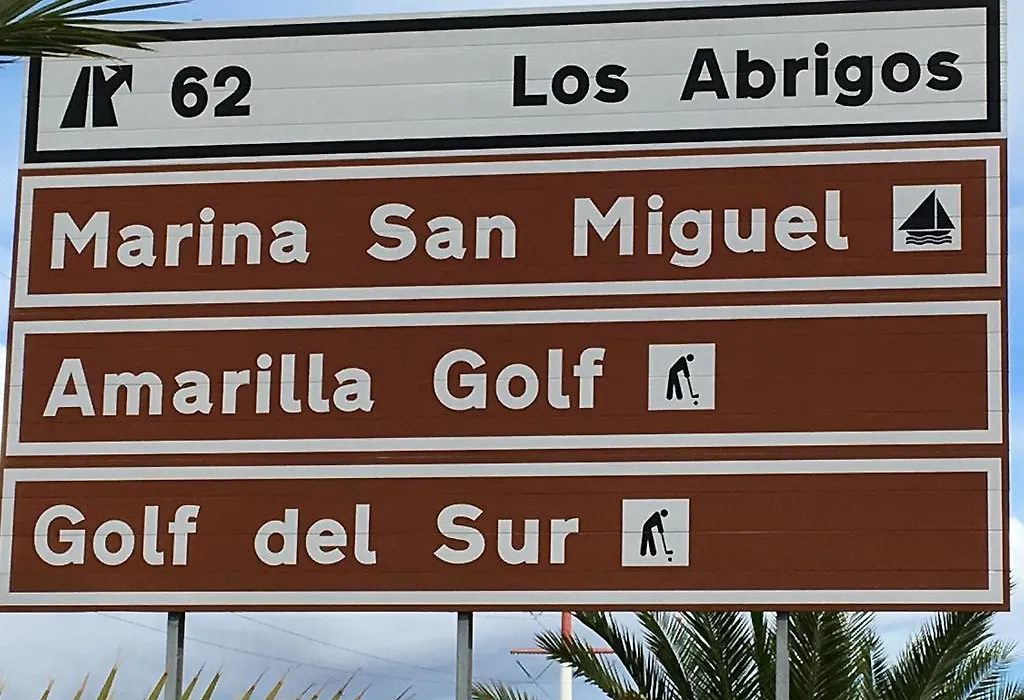 62 Los Abrigos
Marina San Miguel
Amarilla Golf
Golf del Sur